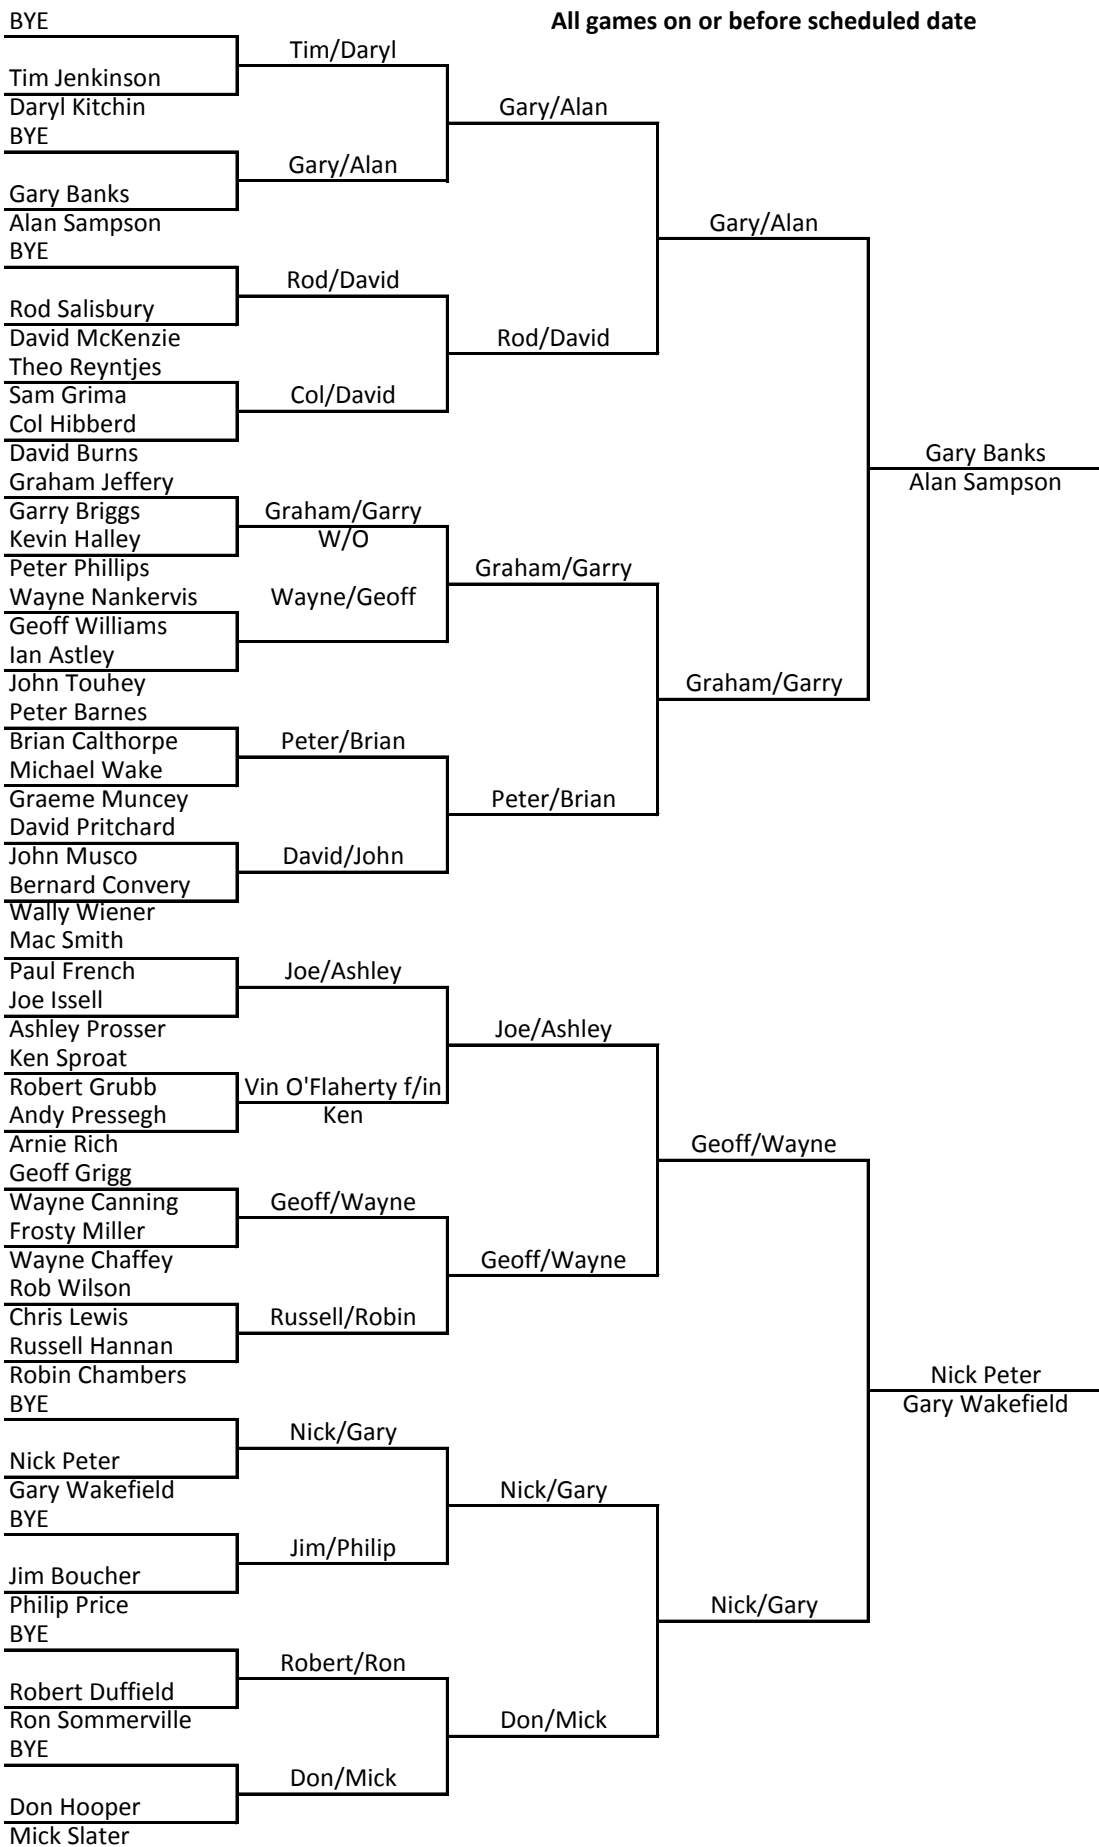 BYE
All games on or before scheduled date
Tim/Daryl
Tim Jenkinson
Daryl Kitchin
Gary/Alan
BYE
Gary/Alan
Gary Banks
Alan Sampson
Gary/Alan
BYE
Rod/David
Rod Salisbury
David McKenzie
Rod/David
Theo Reyntjes
Sam Grima
Col/David
Col Hibberd
David Burns
Gary Banks
Graham Jeffery
Alan Sampson
Garry Briggs
Graham/Garry
Kevin Halley
W/O
Peter Phillips
Graham/Garry
Wayne Nankervis
Wayne/Geoff
Geoff Williams
Ian Astley
John Touhey
Graham/Garry
Peter Barnes
Brian Calthorpe
Peter/Brian
Michael Wake
Graeme Muncey
Peter/Brian
David Pritchard
John Musco
David/John
Bernard Convery
Wally Wiener
Mac Smith
Paul French
Joe/Ashley
Joe Issell
Ashley Prosser
Joe/Ashley
Ken Sproat
Robert Grubb
Vin O'Flaherty f/in
Andy Pressegh
Ken
Arnie Rich
Geoff/Wayne
Geoff Grigg
Wayne Canning
Geoff/Wayne
Frosty Miller
Wayne Chaffey
Geoff/Wayne
Rob Wilson
Chris Lewis
Russell/Robin
Russell Hannan
Robin Chambers
Nick Peter
BYE
Gary Wakefield
Nick/Gary
Nick Peter
Gary Wakefield
Nick/Gary
BYE
Jim/Philip
Jim Boucher
Philip Price
Nick/Gary
BYE
Robert/Ron
Robert Duffield
Ron Sommerville
Don/Mick
BYE
Don/Mick
Don Hooper
Mick Slater